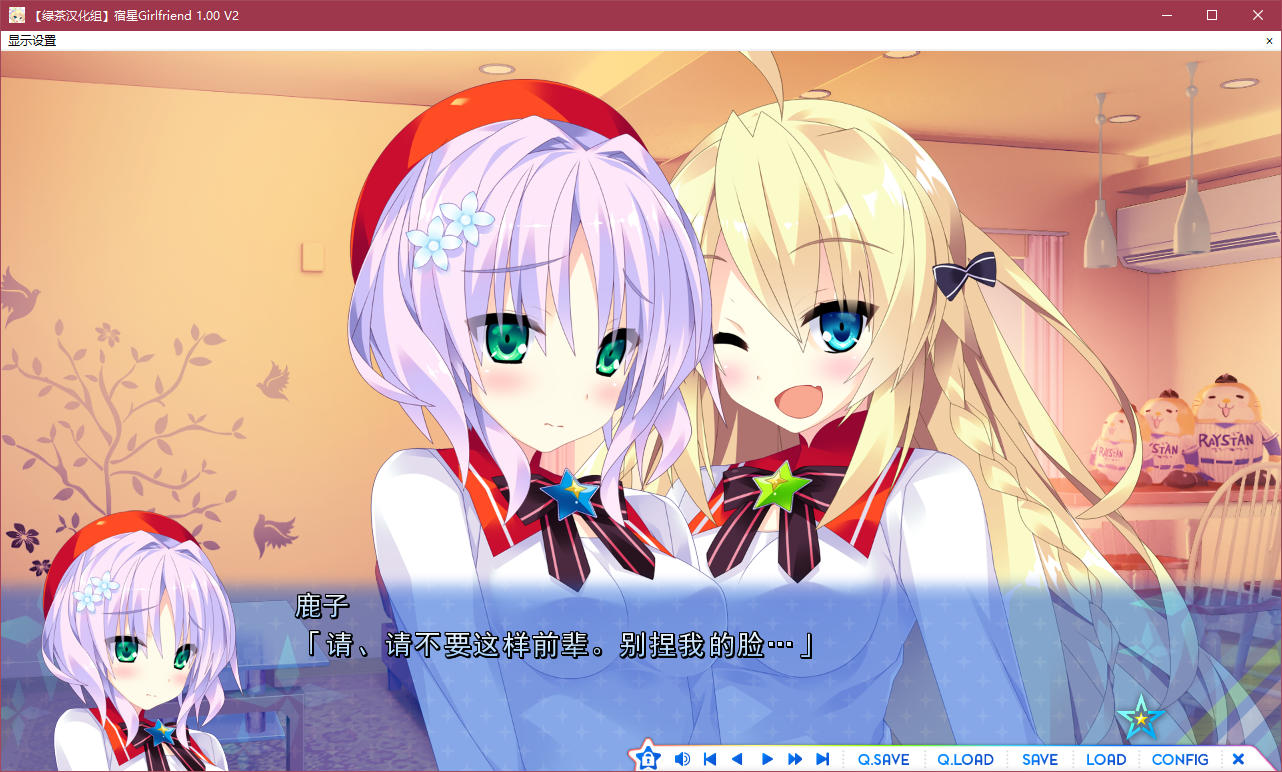 【绿茶汉化组】宿星Girlfriend 1.00 V2
显示设置
RAYSTAN
STAN
RAYSTAN
鹿子
「请、请不要这样前辈。别捏我的脸…」
Q.SAVE Q.LOAD SAVE LOAD CONFIG